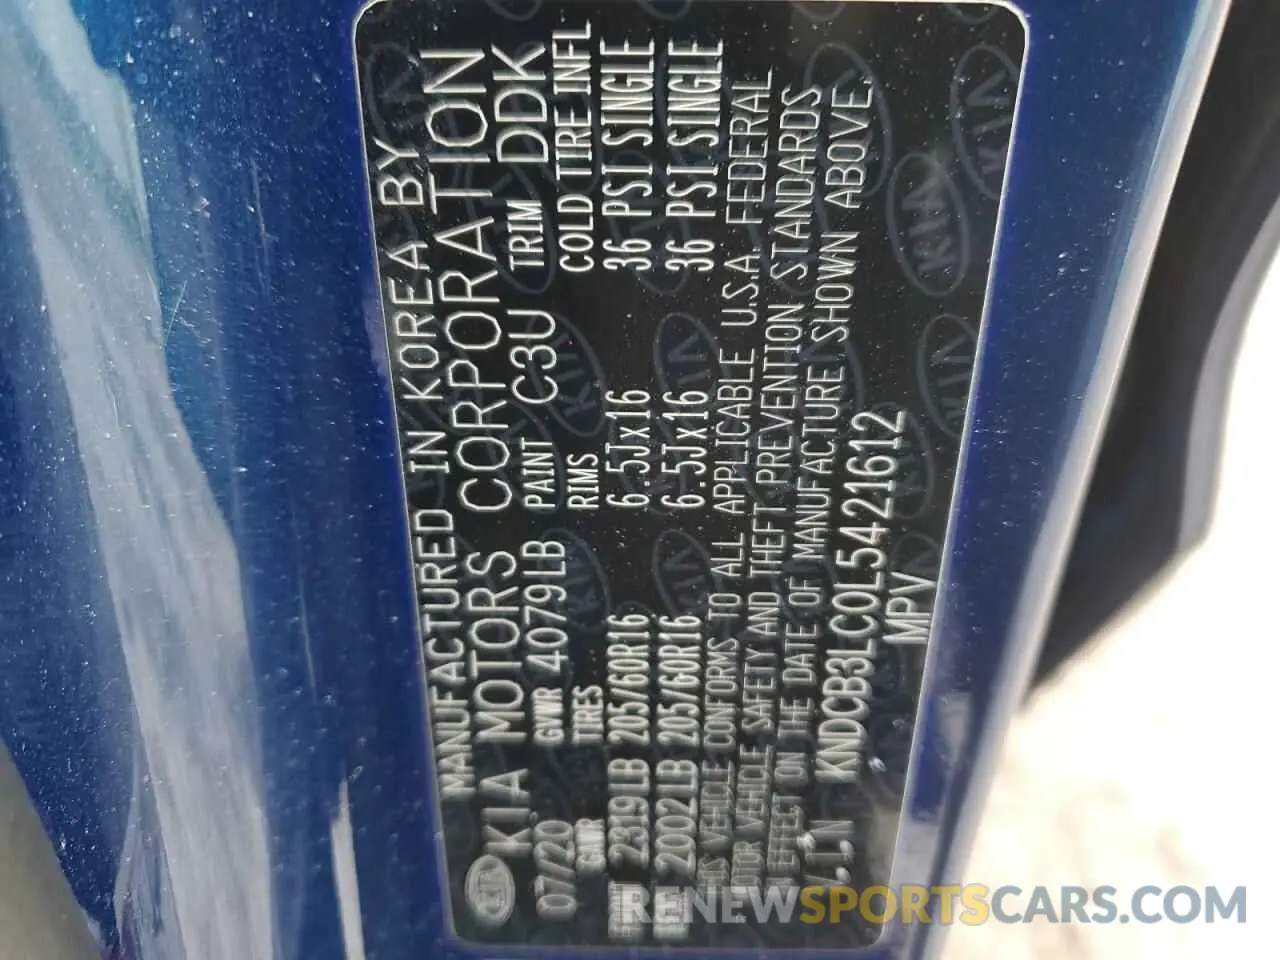 MANUFACTURED IN KOREA BY
KIA KIA MOTORS CORPORATION
07/20 GVWR 4079LB PAINT C3U TRIM DDK
GAWR TIRES RIMS COLD TIRE INFL
FRONT 2319LB 205/60R16 6.5Jx16 36 PSI SINGLE
REAR 2002LB 205/60R16 6.5Jx16 36 PSI SINGLE
THIS VEHICLE CONFORMS TO ALL APPLICABLE U.S.A. FEDERAL
MOTOR VEHICLE SAFETY AND THEFT PREVENTION STANDARDS
IN EFFECT ON THE DATE OF MANUFACTURE SHOWN ABOVE.
V.I.N KNDCB3LC0L5421612
MPV
RENEWSPORTSCARS.COM